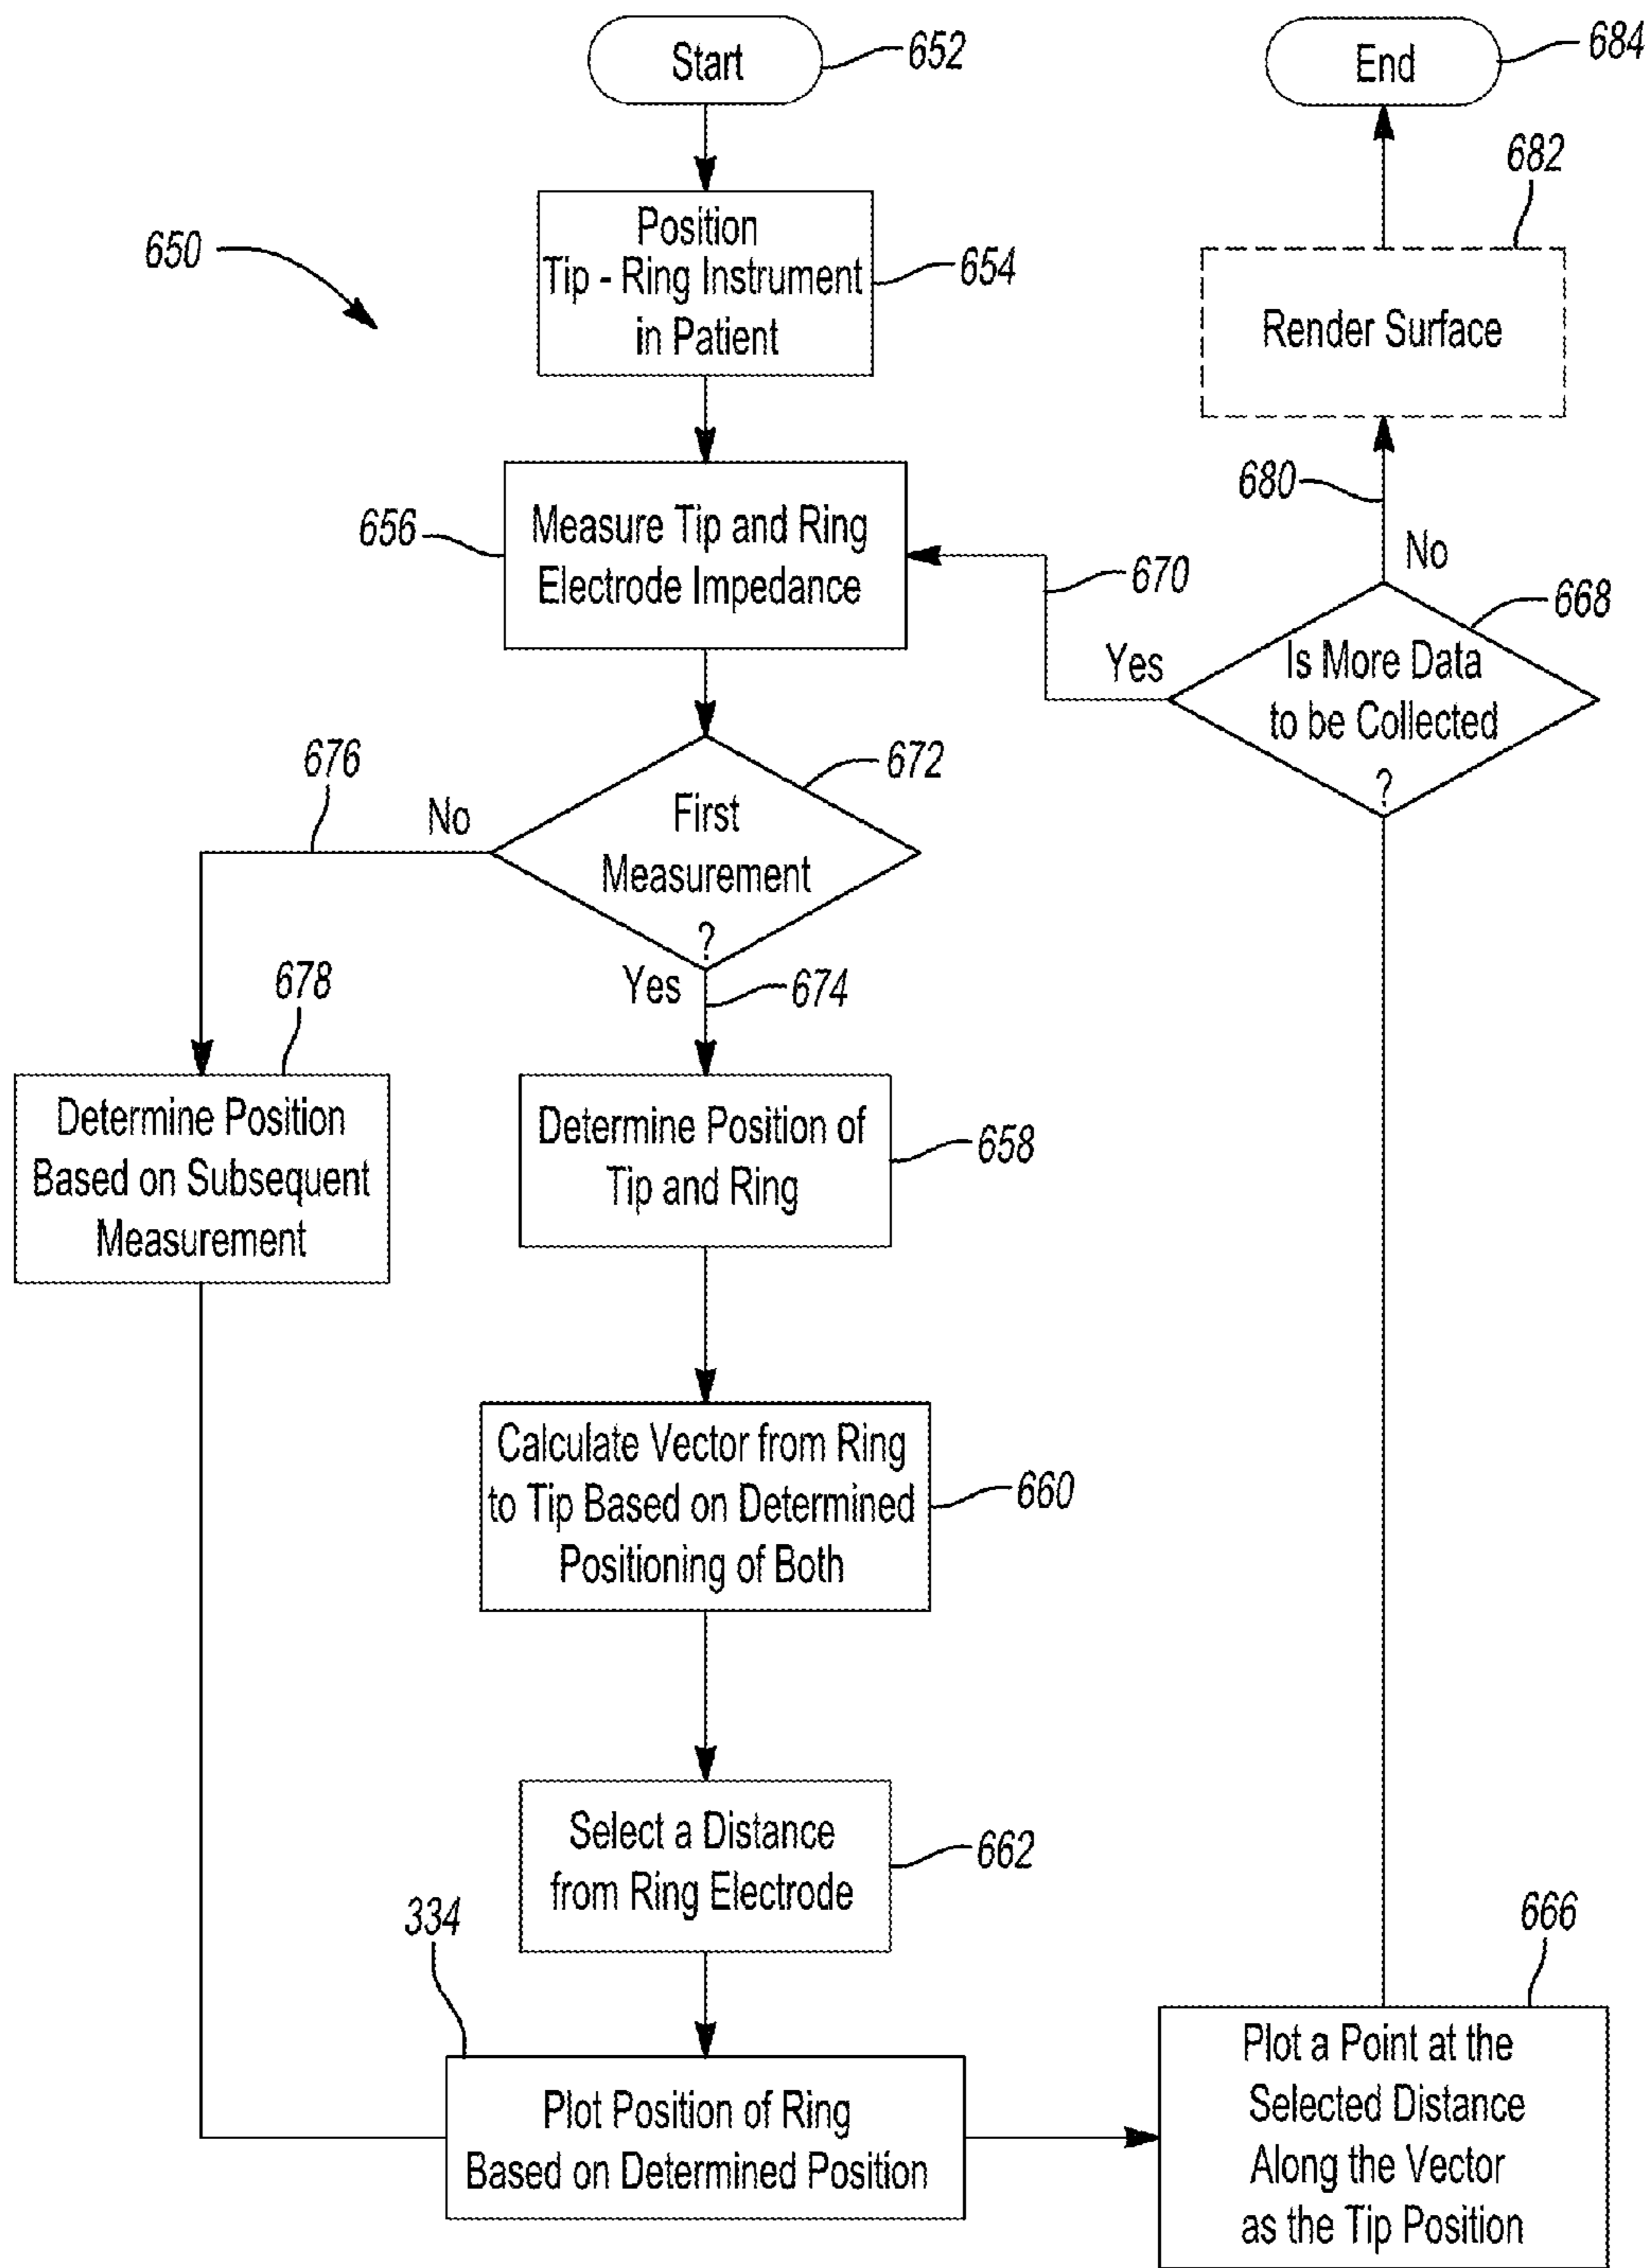 Start
652
End
684
682
Position
Tip - Ring Instrument
in Patient
654
650
Render Surface
680
No
656
Measure Tip and Ring
Electrode Impedance
670
668
Yes
Is More Data
to be Collected
?
676
672
No
First
Measurement
?
Yes
674
678
Determine Position
Based on Subsequent
Measurement
Determine Position of
Tip and Ring
658
Calculate Vector from Ring
to Tip Based on Determined
Positioning of Both
660
Select a Distance
from Ring Electrode
662
334
666
Plot Position of Ring
Based on Determined Position
Plot a Point at the
Selected Distance
Along the Vector
as the Tip Position